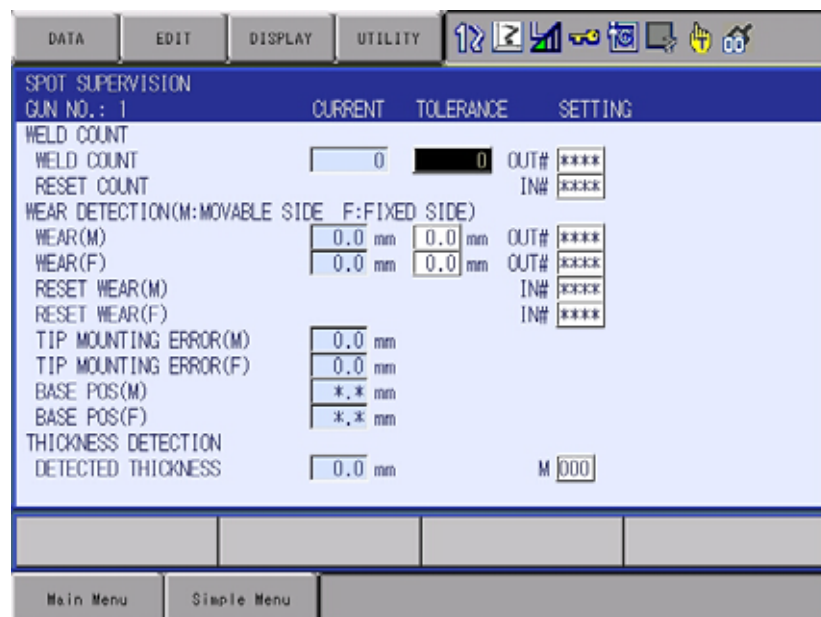 DATA EDIT DISPLAY UTILITY
SPOT SUPERVISION
GUN NO.: 1 CURRENT TOLERANCE SETTING
WELD COUNT
WELD COUNT 0 0 OUT# ****
RESET COUNT IN# ****
WEAR DETECTION(M:MOVABLE SIDE F:FIXED SIDE)
WEAR(M) 0.0 mm 0.0 mm OUT# ****
WEAR(F) 0.0 mm 0.0 mm OUT# ****
RESET WEAR(M) IN# ****
RESET WEAR(F) IN# ****
TIP MOUNTING ERROR(M) 0.0 mm
TIP MOUNTING ERROR(F) 0.0 mm
BASE POS(M) *.* mm
BASE POS(F) *.* mm
THICKNESS DETECTION
DETECTED THICKNESS 0.0 mm M 000
Main Menu Simple Menu